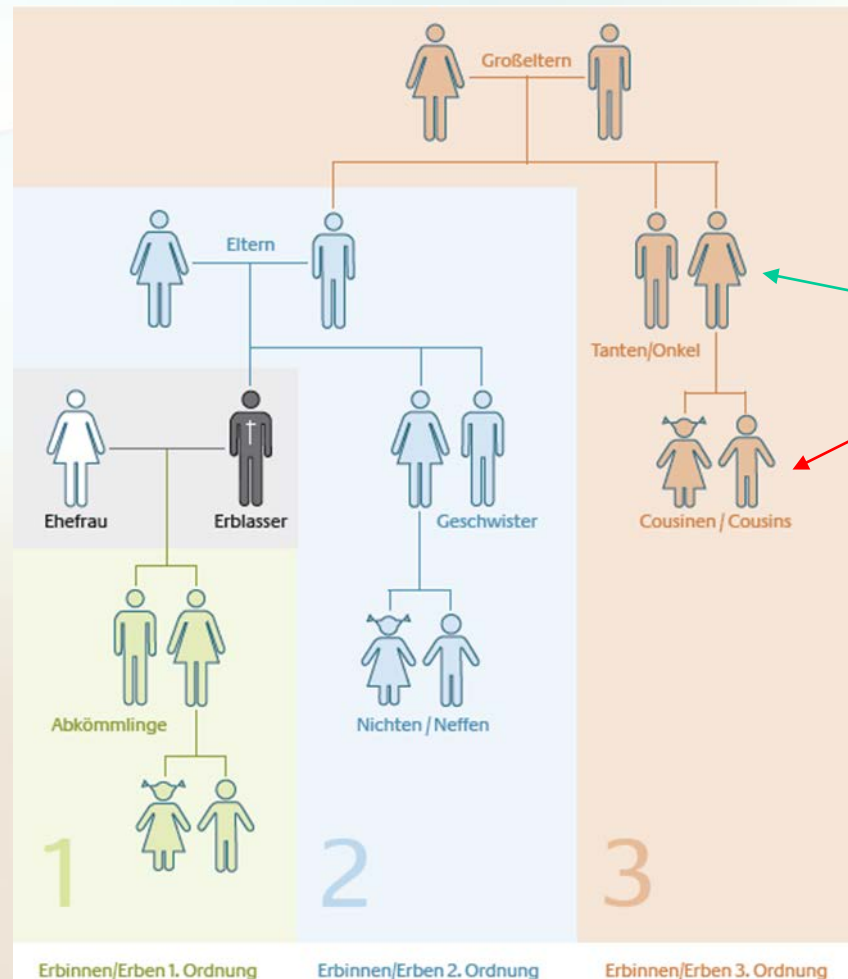 Großeltern
Eltern
Tanten/Onkel
Ehefrau
Erblasser
Geschwister
Cousinen / Cousins
Abkömmlinge
Nichten / Neffen
1
2
3
Erbinnen/Erben 1. Ordnung
Erbinnen/Erben 2. Ordnung
Erbinnen/Erben 3. Ordnung